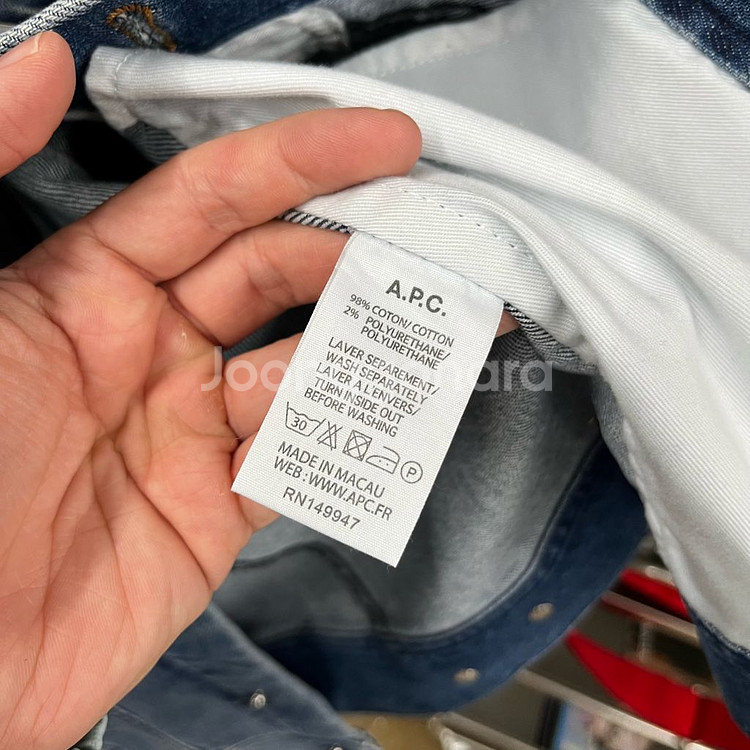 A.P.C.
98% COTON/COTTON
2% POLYURETHANE/
POLYURETHANE
LAVER SEPAREMENT/
WASH SEPARATELY
LAVER A L'ENVERS/
TURN INSIDE OUT
BEFORE WASHING
30 P
MADE IN MACAU
WEB : WWW.APC.FR
RN149947